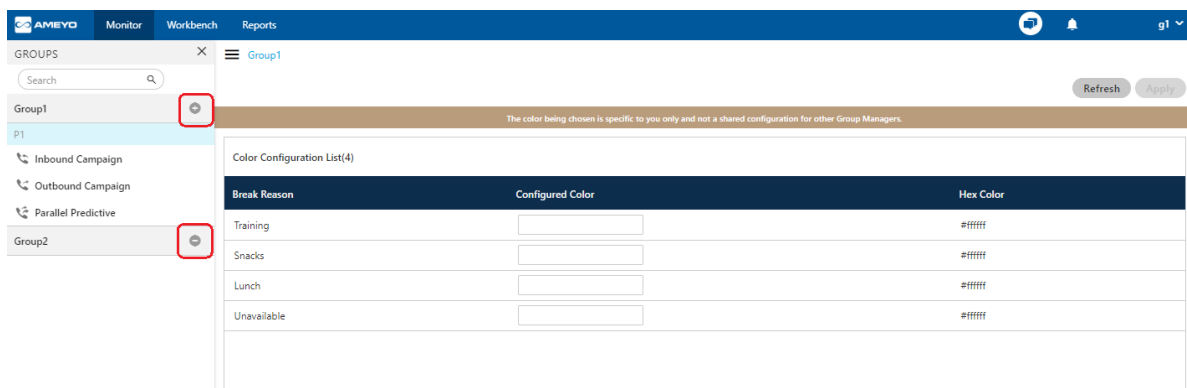 AMEYO Monitor Workbench Reports g1
GROUPS
Group1
Search
Refresh Apply
Group1
The color being chosen is specific to you only and not a shared configuration for other Group Managers.
P1
Inbound Campaign
Outbound Campaign
Parallel Predictive
Group2
Color Configuration List(4)
Break Reason Configured Color Hex Color
Training #ffffff
Snacks #ffffff
Lunch #ffffff
Unavailable #ffffff